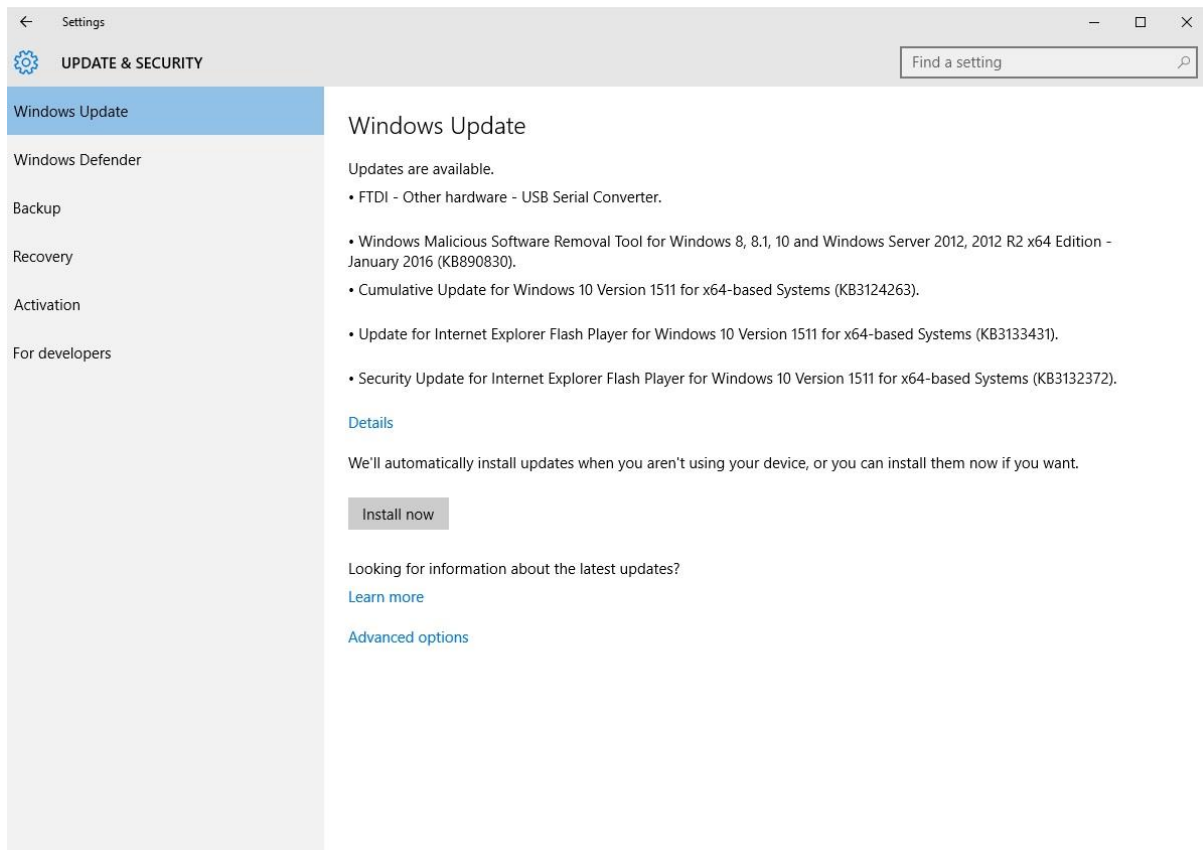 Settings
UPDATE & SECURITY
Find a setting
Windows Update
Windows Defender
Backup
Recovery
Activation
For developers
Windows Update
Updates are available.
• FTDI - Other hardware - USB Serial Converter.
• Windows Malicious Software Removal Tool for Windows 8, 8.1, 10 and Windows Server 2012, 2012 R2 x64 Edition -
January 2016 (KB890830).
• Cumulative Update for Windows 10 Version 1511 for x64-based Systems (KB3124263).
• Update for Internet Explorer Flash Player for Windows 10 Version 1511 for x64-based Systems (KB3133431).
• Security Update for Internet Explorer Flash Player for Windows 10 Version 1511 for x64-based Systems (KB3132372).
Details
We'll automatically install updates when you aren't using your device, or you can install them now if you want.
Install now
Looking for information about the latest updates?
Learn more
Advanced options